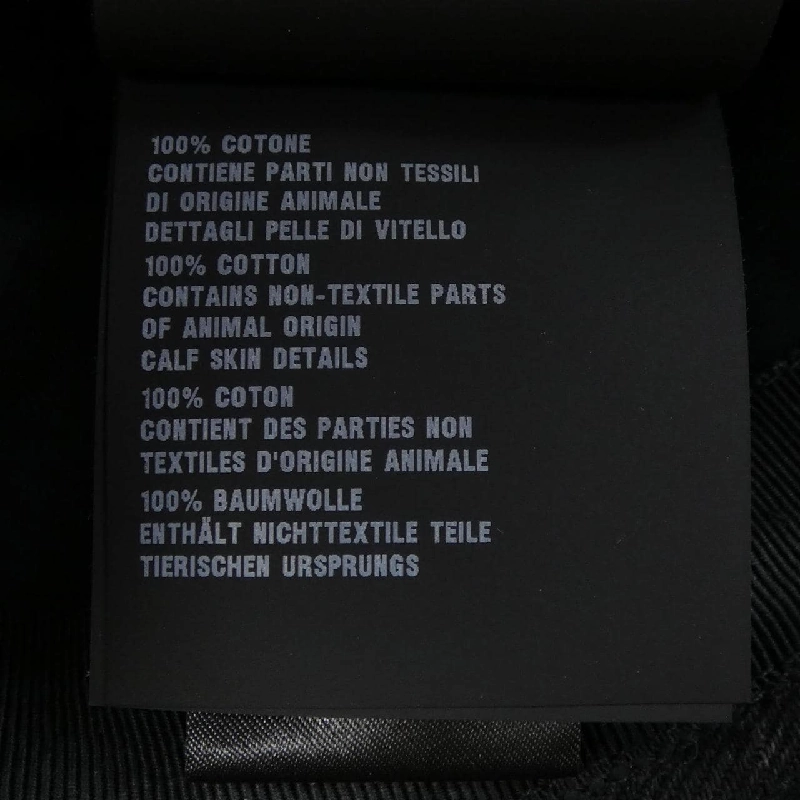 100% COTONE
CONTIENE PARTI NON TESSILI
DI ORIGINE ANIMALE
DETTAGLI PELLE DI VITELLO
100% COTTON
CONTAINS NON-TEXTILE PARTS
OF ANIMAL ORIGIN
CALF SKIN DETAILS
100% COTON
CONTIENT DES PARTIES NON
TEXTILES D'ORIGINE ANIMALE
100% BAUMWOLLE
ENTHÄLT NICHTTEXTILE TEILE
TIERISCHEN URSPRUNGS